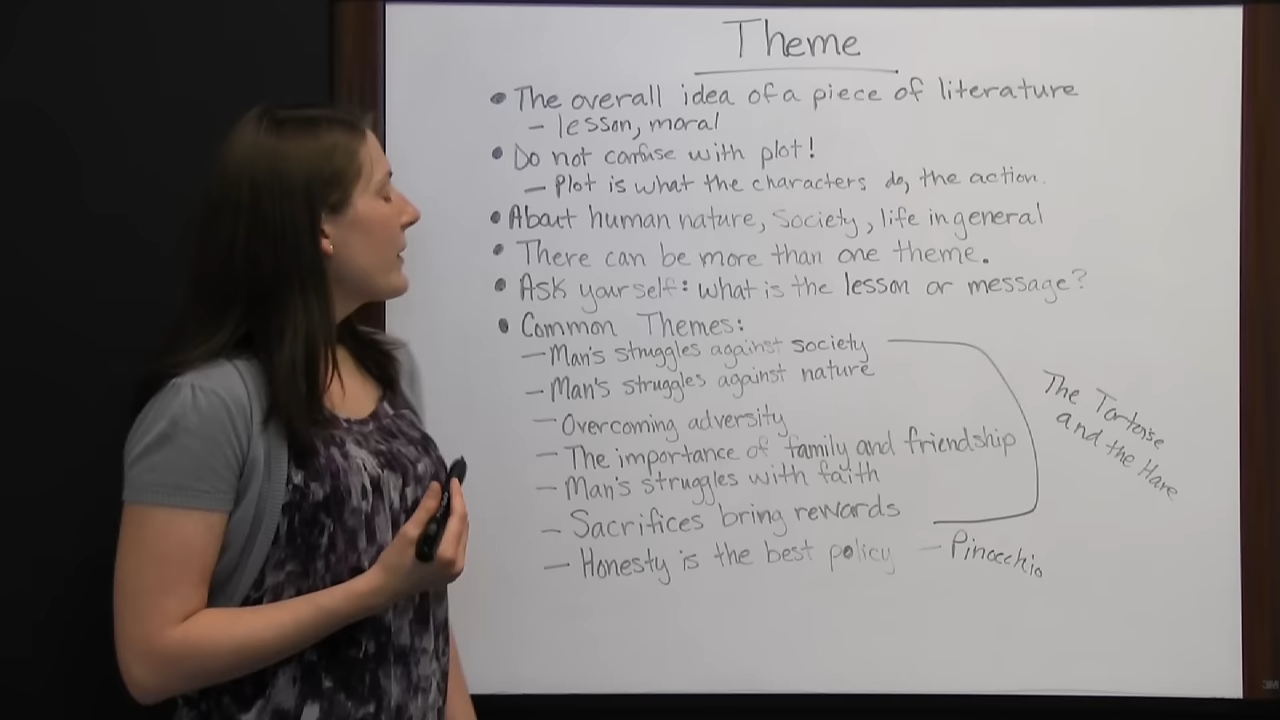 Theme
• The overall idea of a piece of literature
– lesson, moral
• Do not confuse with plot!
– Plot is what the characters do, the action.
• About human nature, society, life in general
• There can be more than one theme.
• Ask yourself: what is the lesson or message?
• Common Themes:
– Man's struggles against society
– Man's struggles against nature
– Overcoming adversity
– The importance of family and friendship
– Man's struggles with faith
– Sacrifices bring rewards
– Honesty is the best policy – Pinocchio
The Tortoise
and the Hare
3M